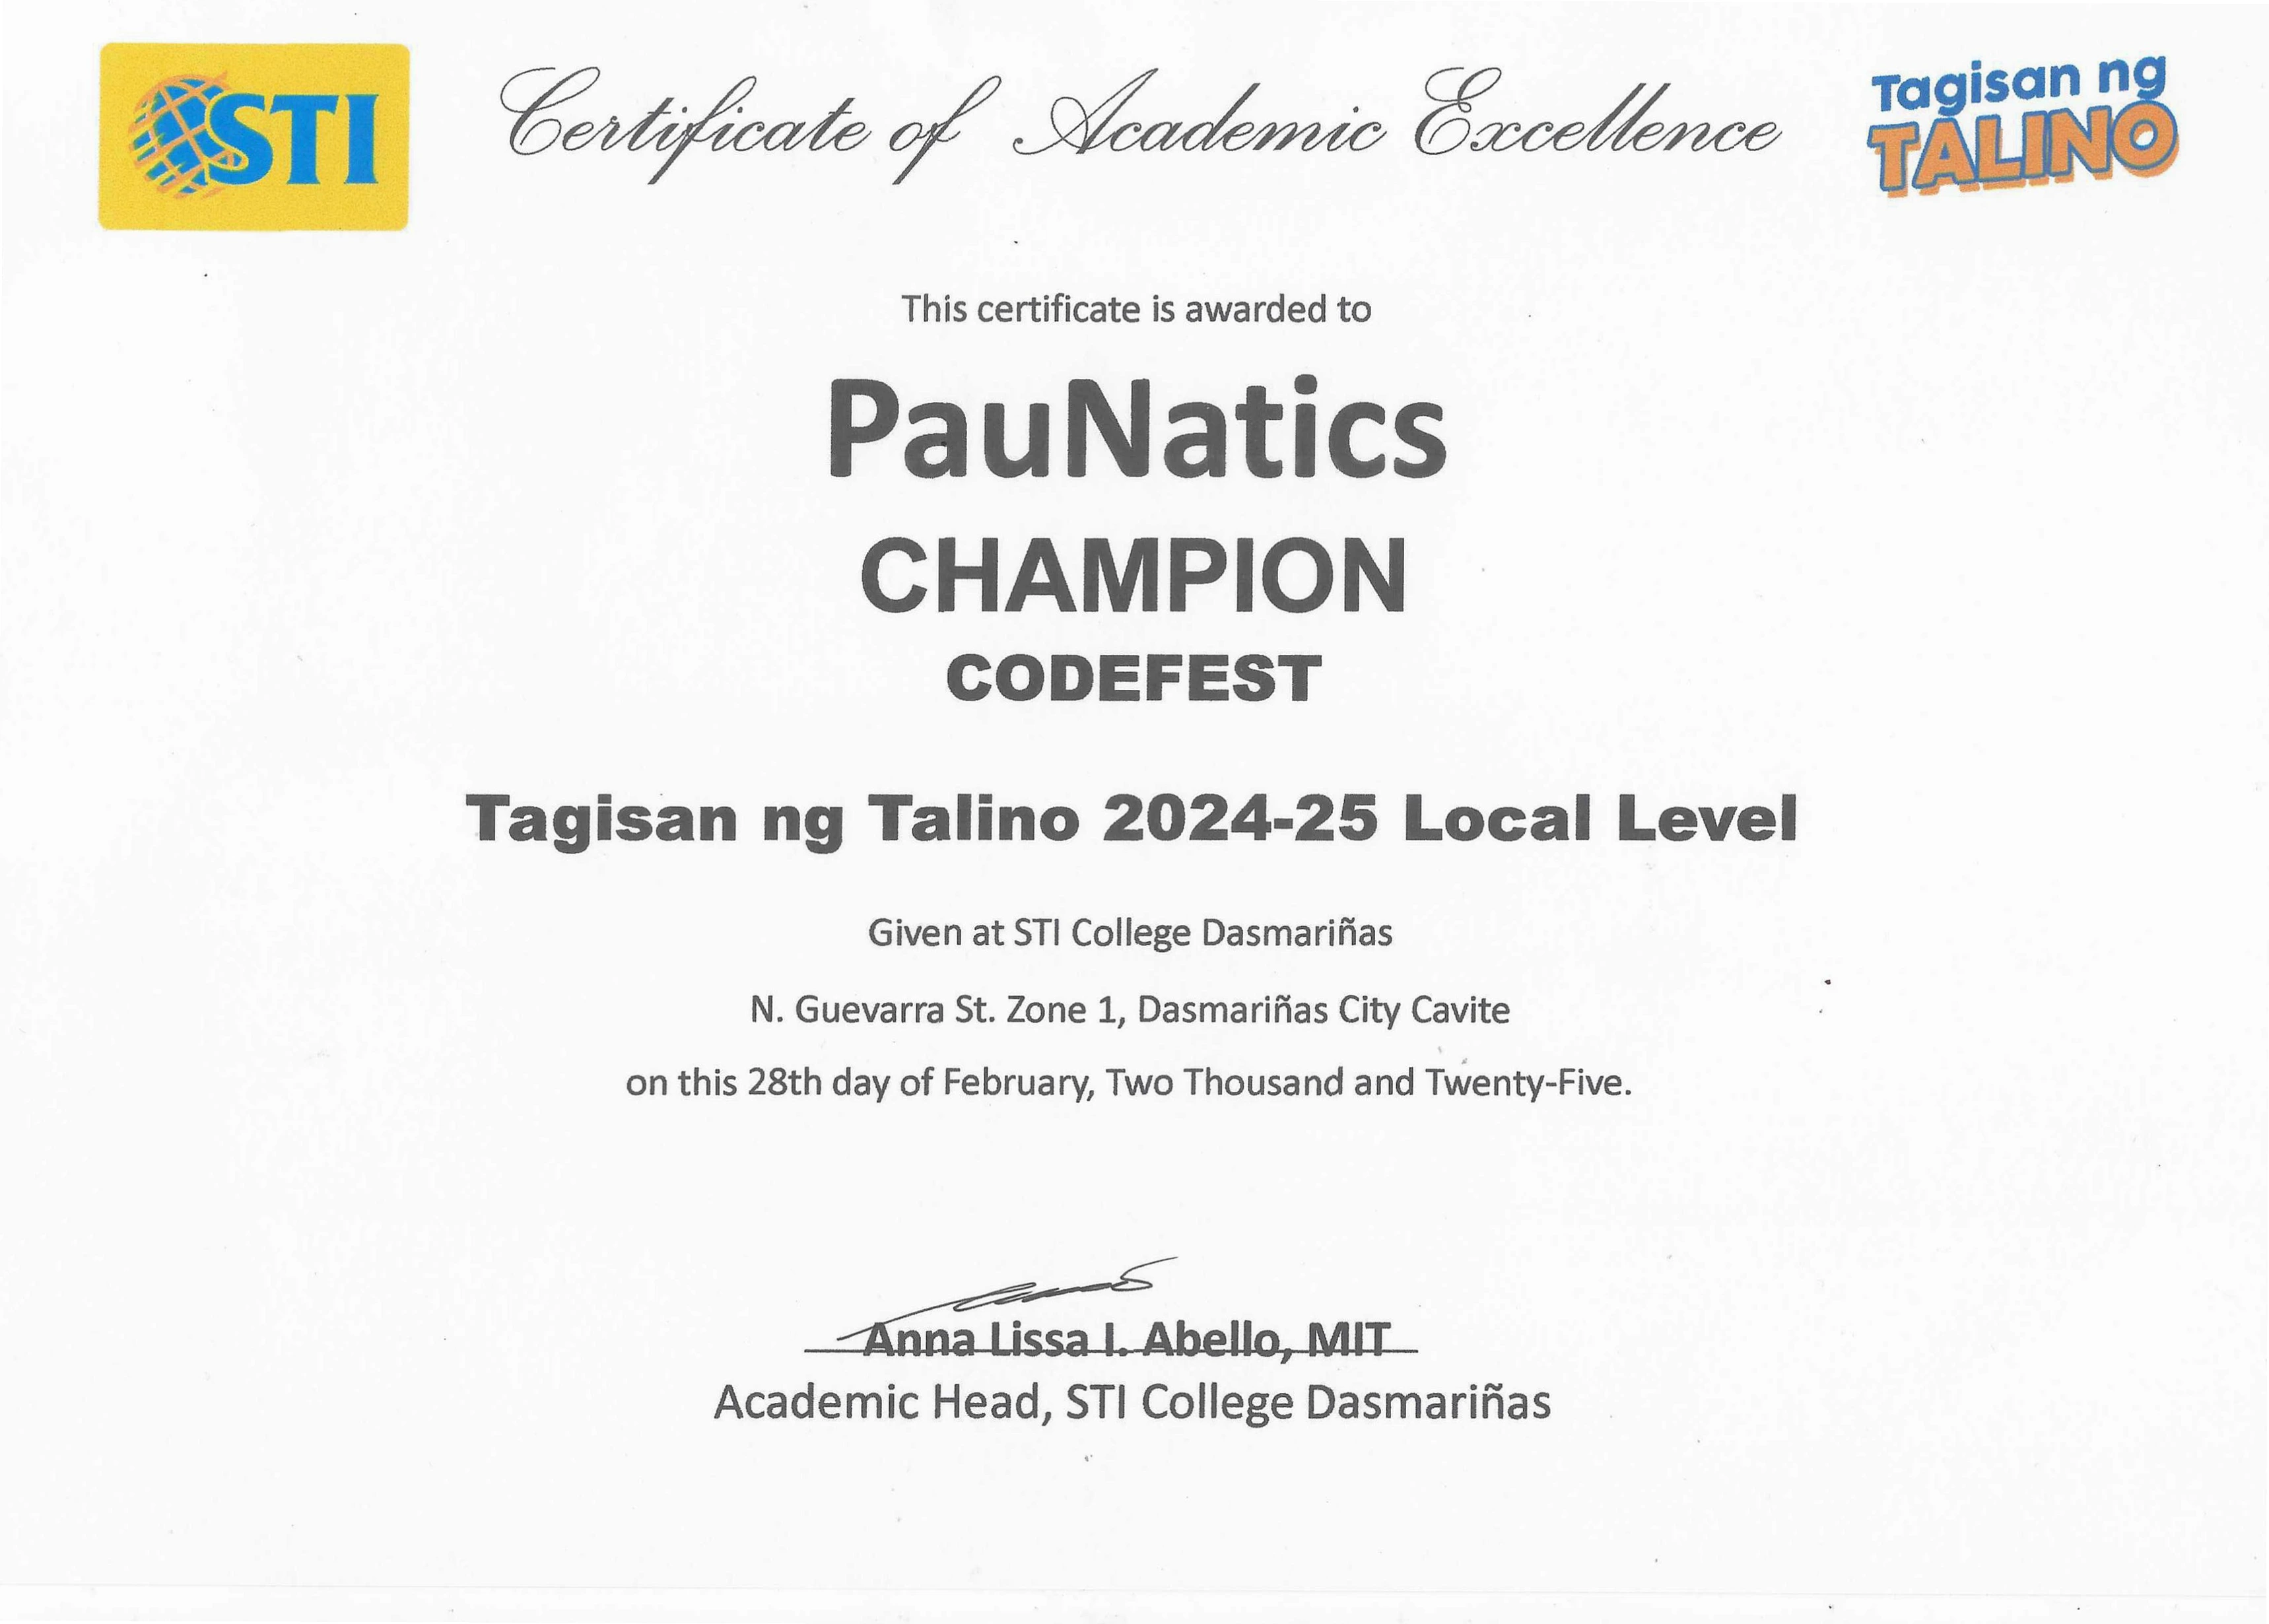 STI
Certificate of Academic Excellence
Tagisan ng
TALINO
This certificate is awarded to
PauNatics
CHAMPION
CODEFEST
Tagisan ng Talino 2024-25 Local Level
Given at STI College Dasmariñas
N. Guevarra St. Zone 1, Dasmariñas City Cavite
on this 28th day of February, Two Thousand and Twenty-Five.
Anna Lissa I. Abello, MIT
Academic Head, STI College Dasmariñas